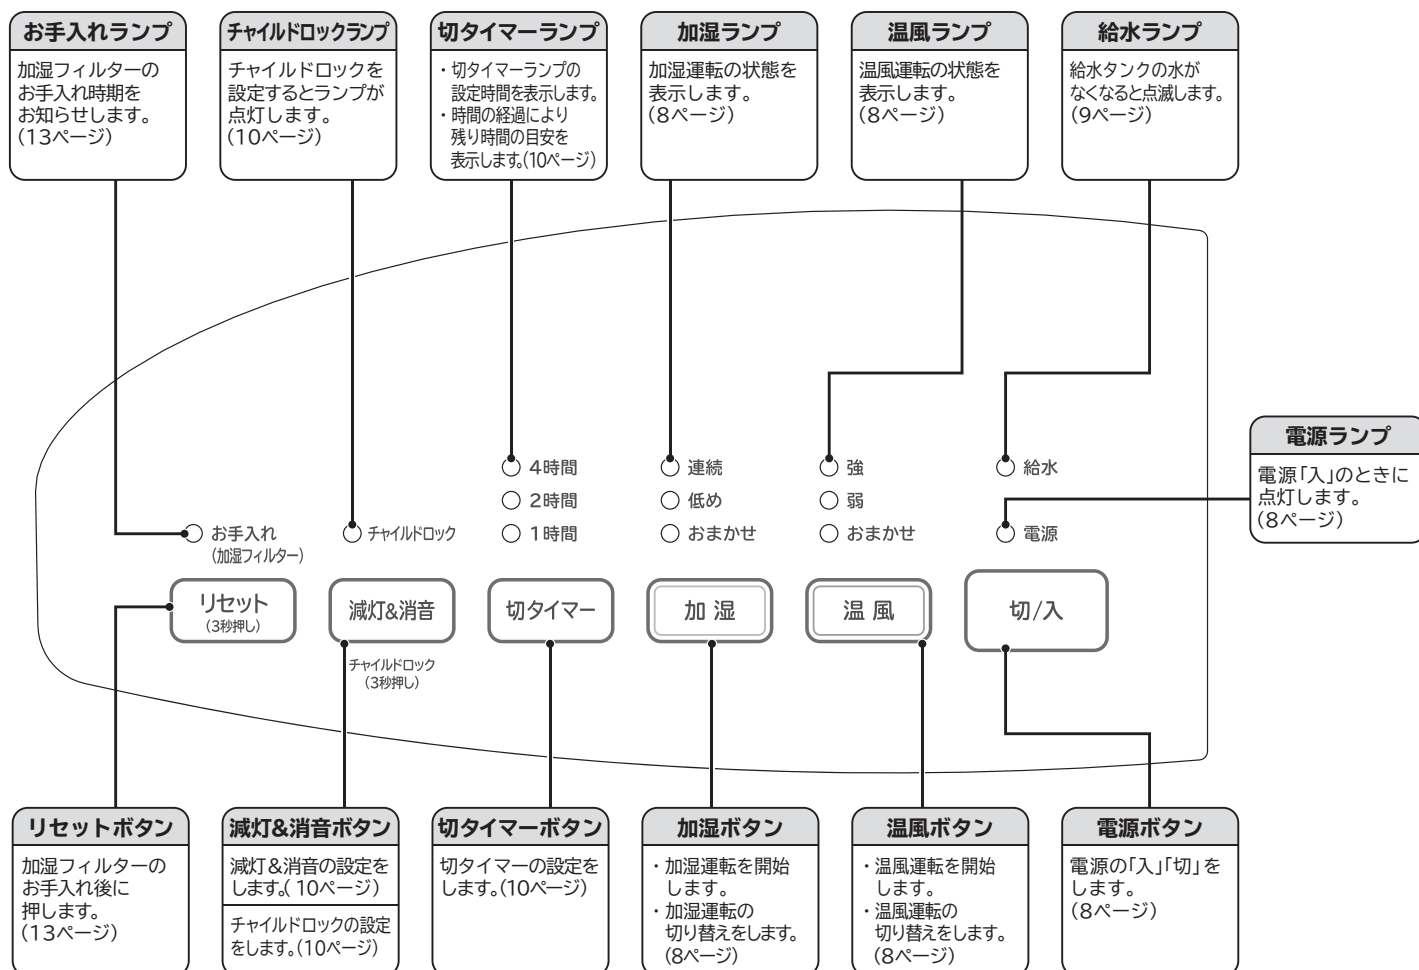 お手入れランプ
加湿フィルターの
お手入れ時期を
お知らせします。
(13ページ)
チャイルドロックランプ
チャイルドロックを
設定するとランプが
点灯します。
(10ページ)
切タイマーランプ
・切タイマーランプの
設定時間を表示します。
・時間の経過により
残り時間の目安を
表示します。(10ページ)
加湿ランプ
加湿運転の状態を
表示します。
(8ページ)
温風ランプ
温風運転の状態を
表示します。
(8ページ)
給水ランプ
給水タンクの水が
なくなると点滅します。
(9ページ)
電源ランプ
電源「入」のときに
点灯します。
(8ページ)
4時間
2時間
1時間
連続
低め
おまかせ
強
弱
おまかせ
給水
電源
お手入れ
(加湿フィルター)
チャイルドロック
リセット
(3秒押し)
減灯&消音
チャイルドロック
(3秒押し)
切タイマー
加 湿
温 風
切/入
リセットボタン
加湿フィルターの
お手入れ後に
押します。
(13ページ)
減灯&消音ボタン
減灯&消音の設定を
します。(10ページ)
チャイルドロックの設定
をします。(10ページ)
切タイマーボタン
切タイマーの設定を
します。(10ページ)
加湿ボタン
・加湿運転を開始
します。
・加湿運転の
切り替えをします。
(8ページ)
温風ボタン
・温風運転を開始
します。
・温風運転の
切り替えをします。
(8ページ)
電源ボタン
電源の「入」「切」を
します。
(8ページ)